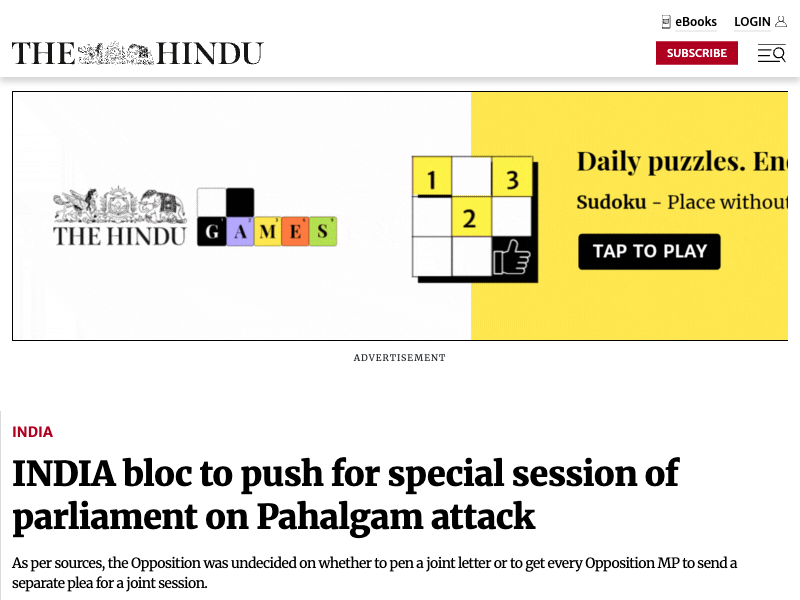 eBooks LOGIN
THE HINDU
SUBSCRIBE
THE HINDU
G A M E S
1 3
2
Daily puzzles. En
Sudoku - Place without
TAP TO PLAY
ADVERTISEMENT
INDIA
INDIA bloc to push for special session of
parliament on Pahalgam attack
As per sources, the Opposition was undecided on whether to pen a joint letter or to get every Opposition MP to send a
separate plea for a joint session.